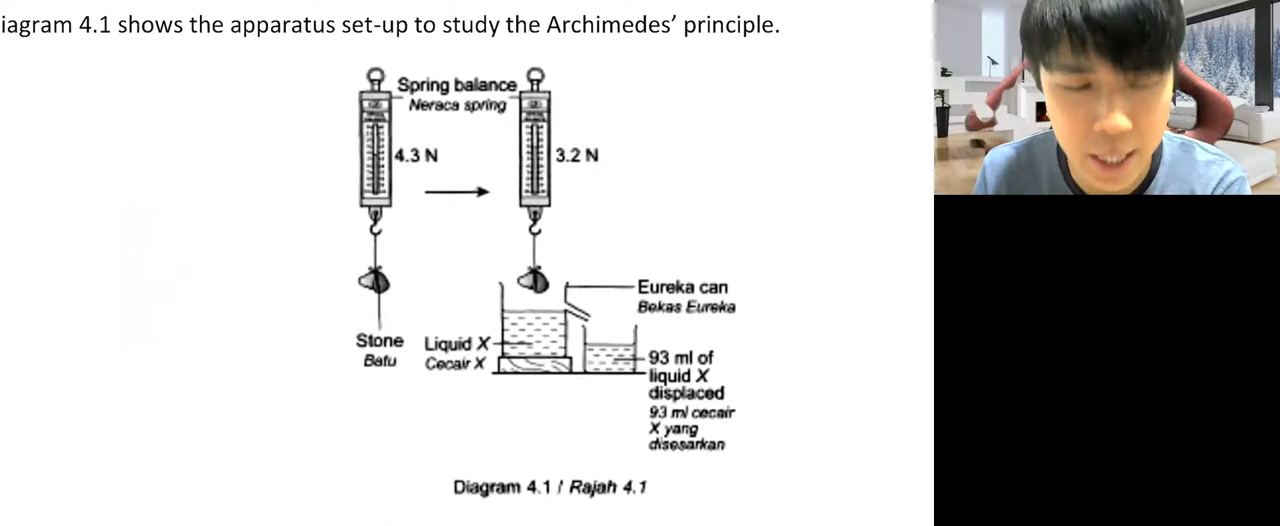 iagram 4.1 shows the apparatus set-up to study the Archimedes’ principle.
Spring balance
Neraca spring
4.3 N
3.2 N
Eureka can
Bekas Eureka
Stone
Batu
Liquid X
Cecair X
93 ml of
liquid X
displaced
93 ml cecair
X yang
disesarkan
Diagram 4.1 / Rajah 4.1